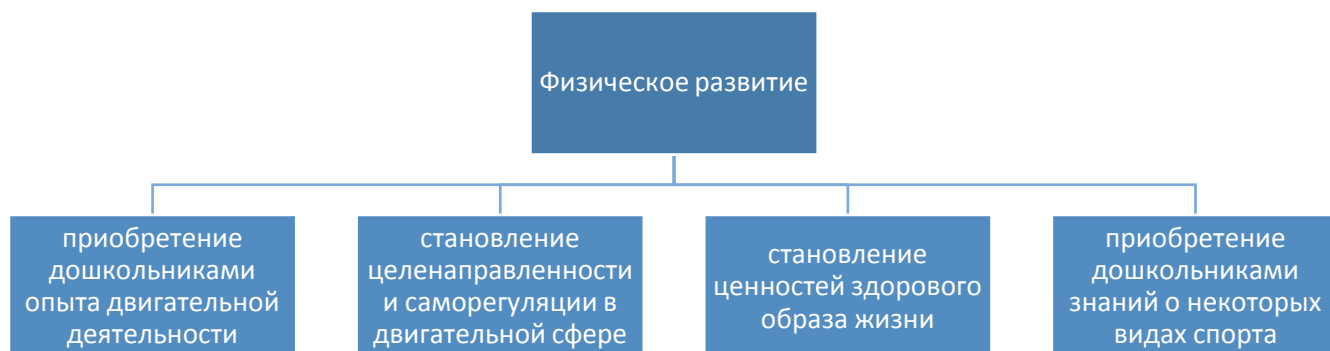 Физическое развитие
приобретение
дошкольниками
опыта двигательной
деятельности
становление
целенаправленности
и саморегуляции в
двигательной сфере
становление
ценностей здорового
образа жизни
приобретение
дошкольниками
знаний о некоторых
видах спорта